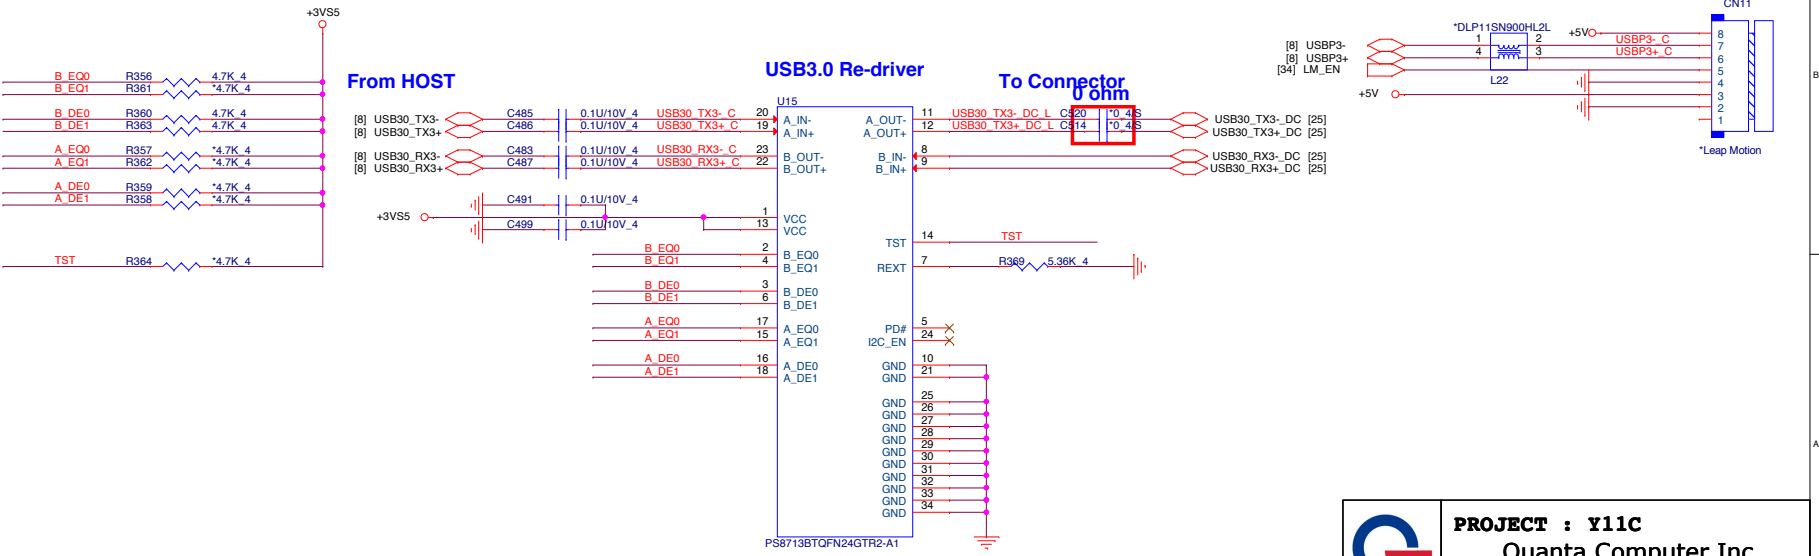 +3VS5
B_EQ0 R356 4.7K_4
B_EQ1 R361 *4.7K_4
B_DE0 R360 4.7K_4
B_DE1 R363 4.7K_4
A_EQ0 R357 *4.7K_4
A_EQ1 R362 *4.7K_4
A_DE0 R359 *4.7K_4
A_DE1 R358 *4.7K_4
TST R364 *4.7K_4
From HOST
USB3.0 Re-driver
To Connector
0 ohm
[8] USB30_TX3- C485 0.1U/10V_4 USB30_TX3-_C
[8] USB30_TX3+ C486 0.1U/10V_4 USB30_TX3+_C
[8] USB30_RX3- C483 0.1U/10V_4 USB30_RX3-_C
[8] USB30_RX3+ C487 0.1U/10V_4 USB30_RX3+_C
C491 0.1U/10V_4
+3VS5
C499 0.1U/10V_4
B_EQ0
B_EQ1
B_DE0
B_DE1
A_EQ0
A_EQ1
A_DE0
A_DE1
U15
20 A_IN-
19 A_IN+
23 B_OUT-
22 B_OUT+
1 VCC
13 VCC
2 B_EQ0
4 B_EQ1
3 B_DE0
6 B_DE1
17 A_EQ0
15 A_EQ1
16 A_DE0
18 A_DE1
A_OUT- 11 USB30_TX3-_DC_L C520 *0_4/S USB30_TX3-_DC [25]
A_OUT+ 12 USB30_TX3+_DC_L C514 *0_4/S USB30_TX3+_DC [25]
B_IN- 8 USB30_RX3-_DC [25]
B_IN+ 9 USB30_RX3+_DC [25]
TST 14 TST
REXT 7 R369 5.36K_4
PD# 5
I2C_EN 24
GND 10
GND 21
GND 25
GND 26
GND 27
GND 28
GND 29
GND 30
GND 31
GND 32
GND 33
GND 34
PS8713BTQFN24GTR2-A1
CN11
*DLP11SN900HL2L
+5V 8
[8] USBP3- 1 2 USBP3-_C 7
[8] USBP3+ 4 3 USBP3+_C 6
[34] LM_EN 5
L22
4
+5V 3
2
1
*Leap Motion
B
A
PROJECT : Y11C
Quanta Computer Inc